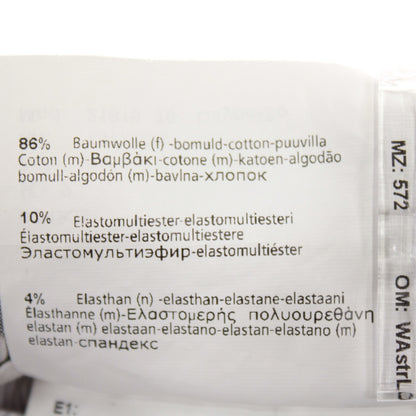 86% Baumwolle (f) -bomuld-cotton-puuvilla
Coton (m)-Βαμβάκι-cotone (m)-katoen-algodão
bomull-algodón (m)-bavlna-хлопок
10% Elastomultiester-elastomultiesteri
Élastomultiester-elastomultiestere
Эластомультиэфир-elastomultiéster
4% Elasthan (n) -elasthan-elastane-elastaani
Élasthanne (m)-Ελαστομερής πολυουρεθάνη
elastan (m) elastaan-elastano-elastan-elastano (m)
elastan-спандекс
MZ: 572
OM: WAstrL
E1: